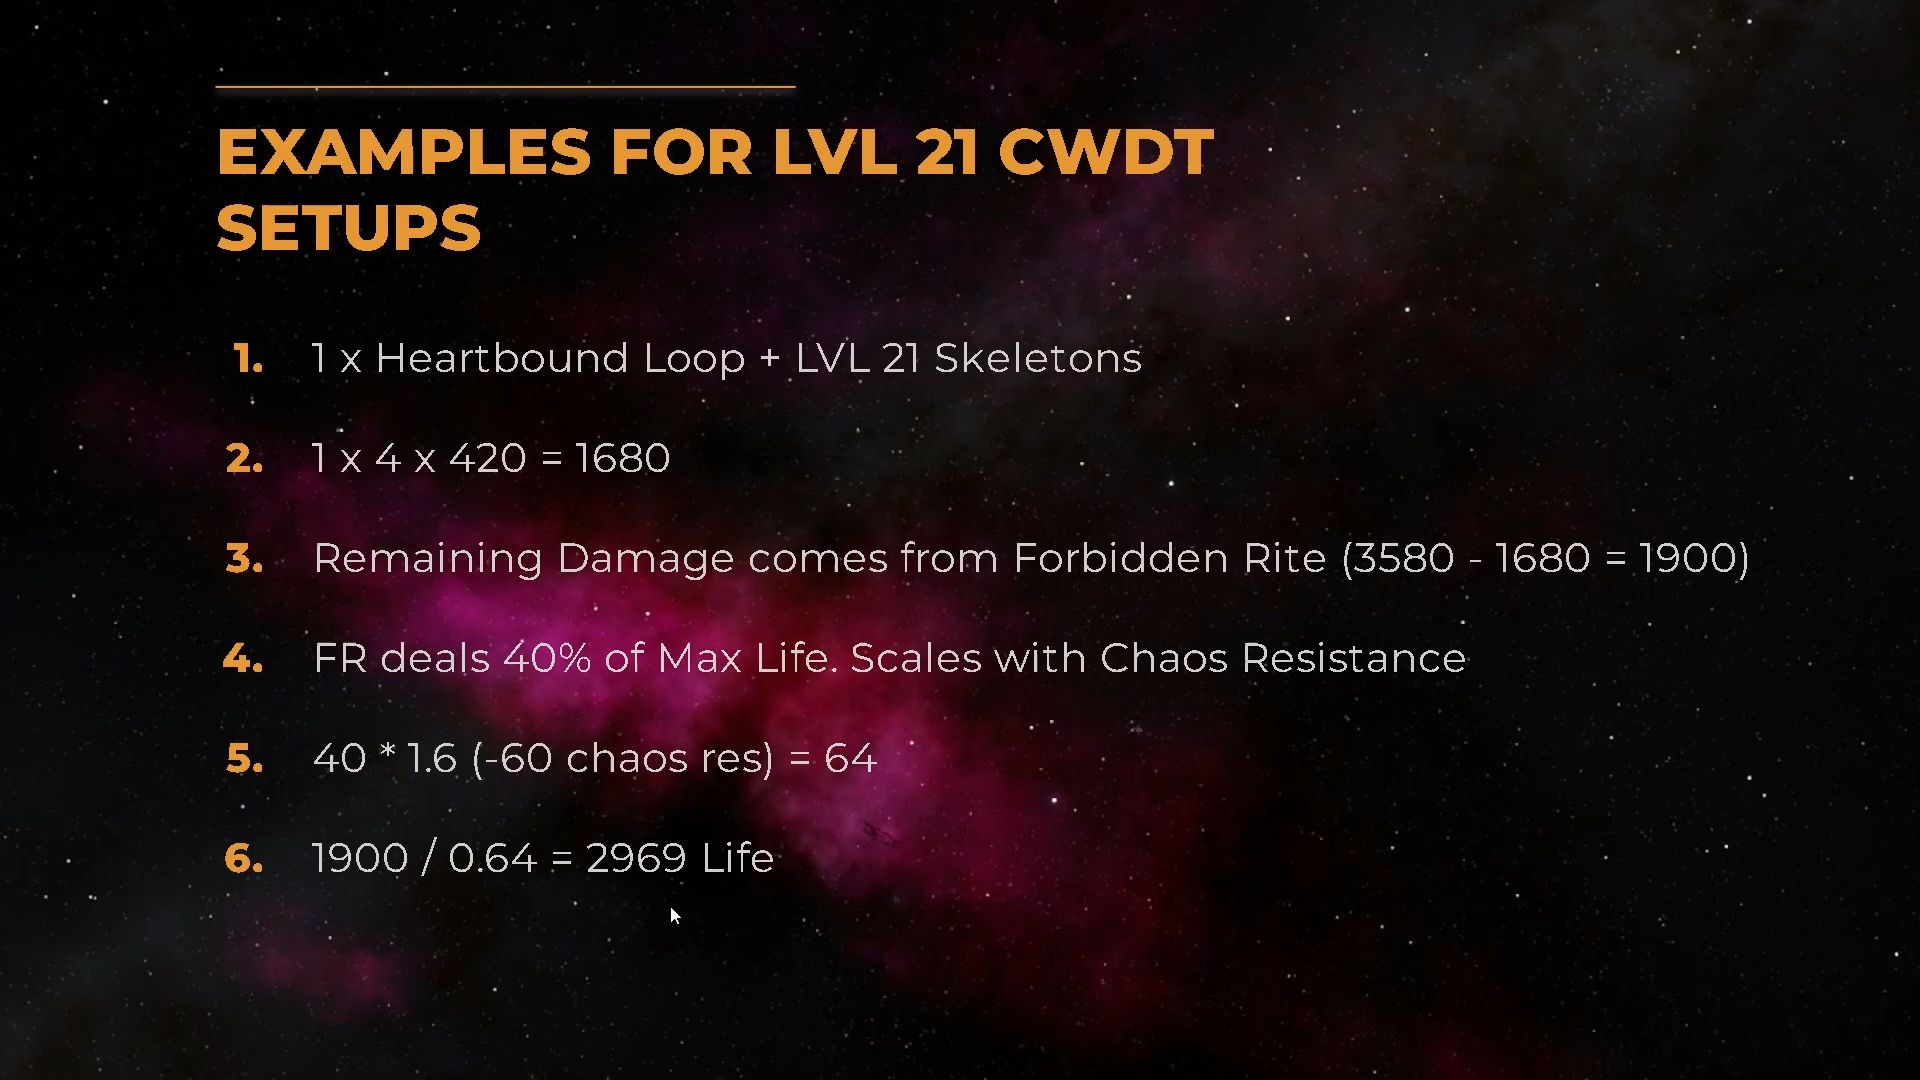 EXAMPLES FOR LVL 21 CWDT
SETUPS
1. 1 x Heartbound Loop + LVL 21 Skeletons
2. 1 x 4 x 420 = 1680
3. Remaining Damage comes from Forbidden Rite (3580 - 1680 = 1900)
4. FR deals 40% of Max Life. Scales with Chaos Resistance
5. 40 * 1.6 (-60 chaos res) = 64
6. 1900 / 0.64 = 2969 Life